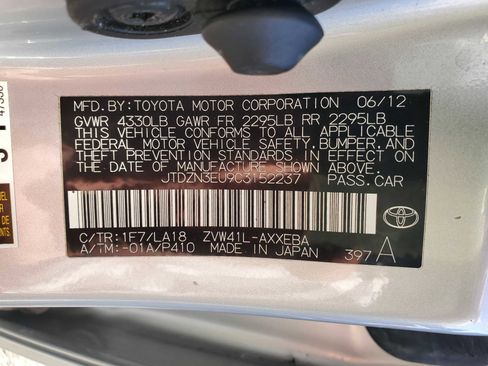 MFD.BY:TOYOTA MOTOR CORPORATION 06/12
GVWR 4330LB GAWR FR 2295LB RR 2295LB
THIS VEHICLE CONFORMS TO ALL APPLICABLE
FEDERAL MOTOR VEHICLE SAFETY,BUMPER,AND
THEFT PREVENTION STANDARDS IN EFFECT ON
THE DATE OF MANUFACTURE SHOWN ABOVE.
JTDZN3EU9C3152237 PASS.CAR
C/TR:1F7/LA18 ZVW41L-AXXEBA
A/TM:-01A/P410 MADE IN JAPAN
397 A